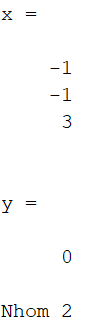 x =
-1
-1
3
y =
0
Nhom 2